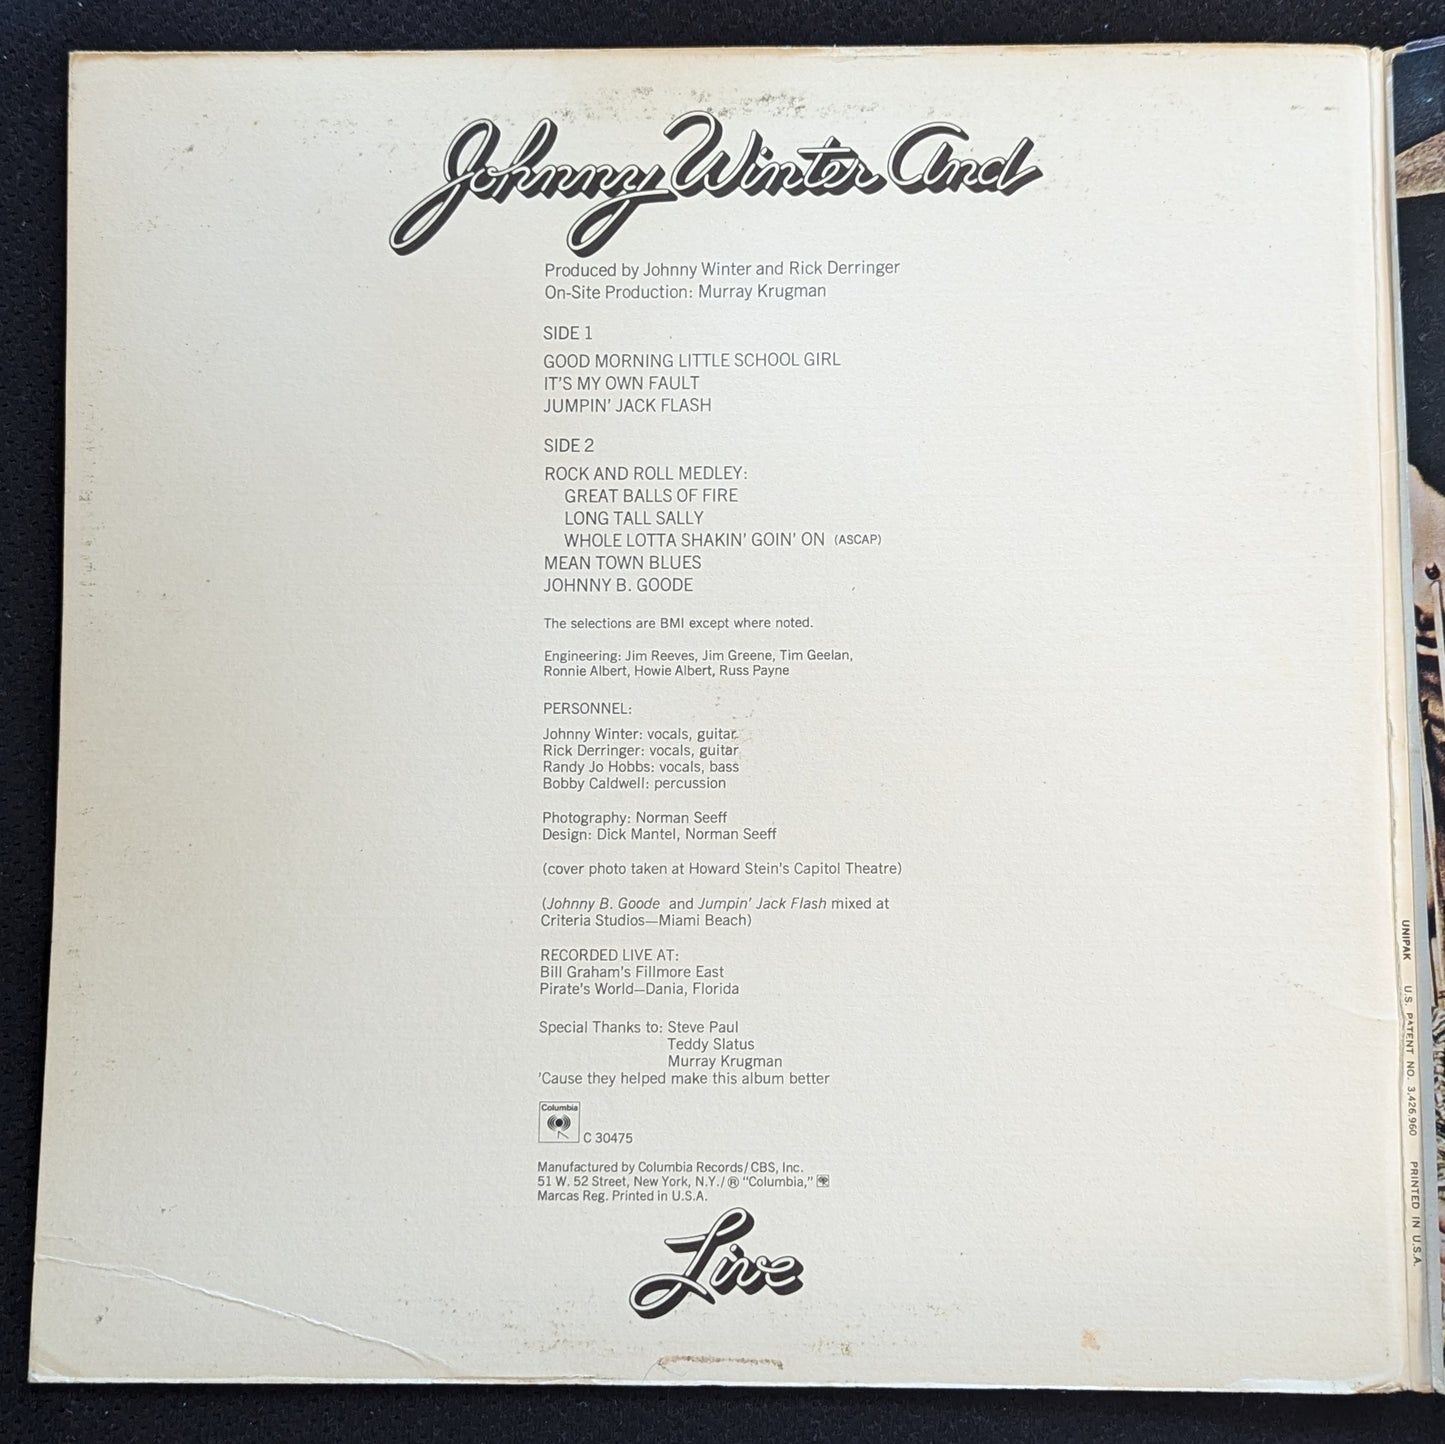 Johnny Winter And
Produced by Johnny Winter and Rick Derringer
On-Site Production: Murray Krugman
SIDE 1
GOOD MORNING LITTLE SCHOOL GIRL
IT'S MY OWN FAULT
JUMPIN' JACK FLASH
SIDE 2
ROCK AND ROLL MEDLEY:
GREAT BALLS OF FIRE
LONG TALL SALLY
WHOLE LOTTA SHAKIN' GOIN' ON (ASCAP)
MEAN TOWN BLUES
JOHNNY B. GOODE
The selections are BMI except where noted.
Engineering: Jim Reeves, Jim Greene, Tim Geelan,
Ronnie Albert, Howie Albert, Russ Payne
PERSONNEL:
Johnny Winter: vocals, guitar
Rick Derringer: vocals, guitar
Randy Jo Hobbs: vocals, bass
Bobby Caldwell: percussion
Photography: Norman Seeff
Design: Dick Mantel, Norman Seeff
(cover photo taken at Howard Stein's Capitol Theatre)
(Johnny B. Goode and Jumpin' Jack Flash mixed at
Criteria Studios—Miami Beach)
RECORDED LIVE AT:
Bill Graham's Fillmore East
Pirate's World—Dania, Florida
Special Thanks to: Steve Paul
Teddy Slatus
Murray Krugman
'Cause they helped make this album better
Columbia
C 30475
Manufactured by Columbia Records/CBS, Inc.
51 W. 52 Street, New York, N.Y./® "Columbia,"
Marcas Reg. Printed in U.S.A.
Live
UNIPAK U.S. PATENT NO. 3,426,960 PRINTED IN U.S.A.